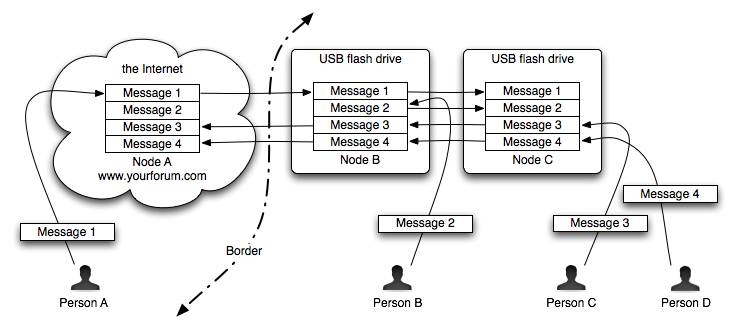 the Internet
Message 1
Message 2
Message 3
Message 4
Node A
www.yourforum.com
USB flash drive
Message 1
Message 2
Message 3
Message 4
Node B
USB flash drive
Message 1
Message 2
Message 3
Message 4
Node C
Message 1
Border
Message 2
Message 3
Message 4
Person A
Person B
Person C
Person D